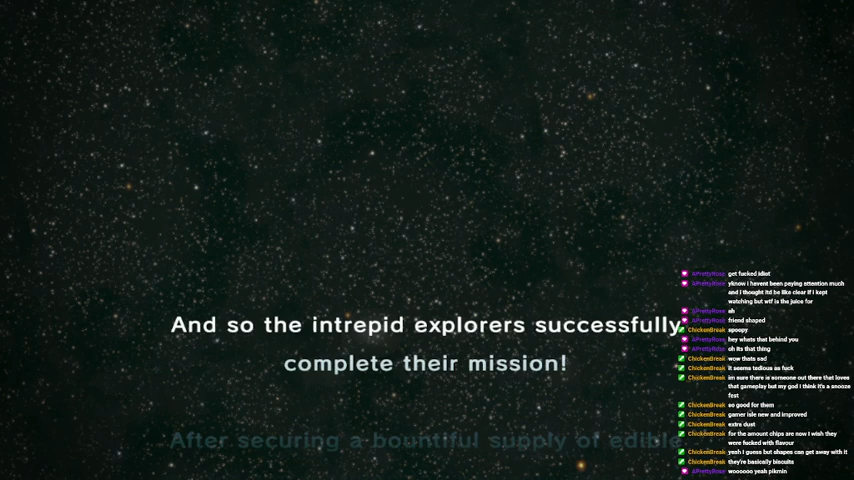 And so the intrepid explorers successfully
complete their mission!
After securing a bountiful supply of edible
APrettyRose get fucked idiot
APrettyRose yknow i havent been paying attention much
and i thought itd be like clear if i kept
watching but wtf is the juice for
APrettyRose ah
APrettyRose friend shaped
ChickenBreak spoopy
APrettyRose hey whats that behind you
APrettyRose oh its that thing
ChickenBreak wow thats sad
ChickenBreak it seems tedious as fuck
ChickenBreak im sure there is someone out there that loves
that gameplay but my god I think it's a snooze
fest
ChickenBreak so good for them
ChickenBreak gamer isle new and improved
ChickenBreak extra dust
ChickenBreak for the amount chips are now I wish they
were fucked with flavour
ChickenBreak yeah I guess but shapes can get away with it
ChickenBreak they're basically biscuits
APrettyRose woooooo yeah pikmin